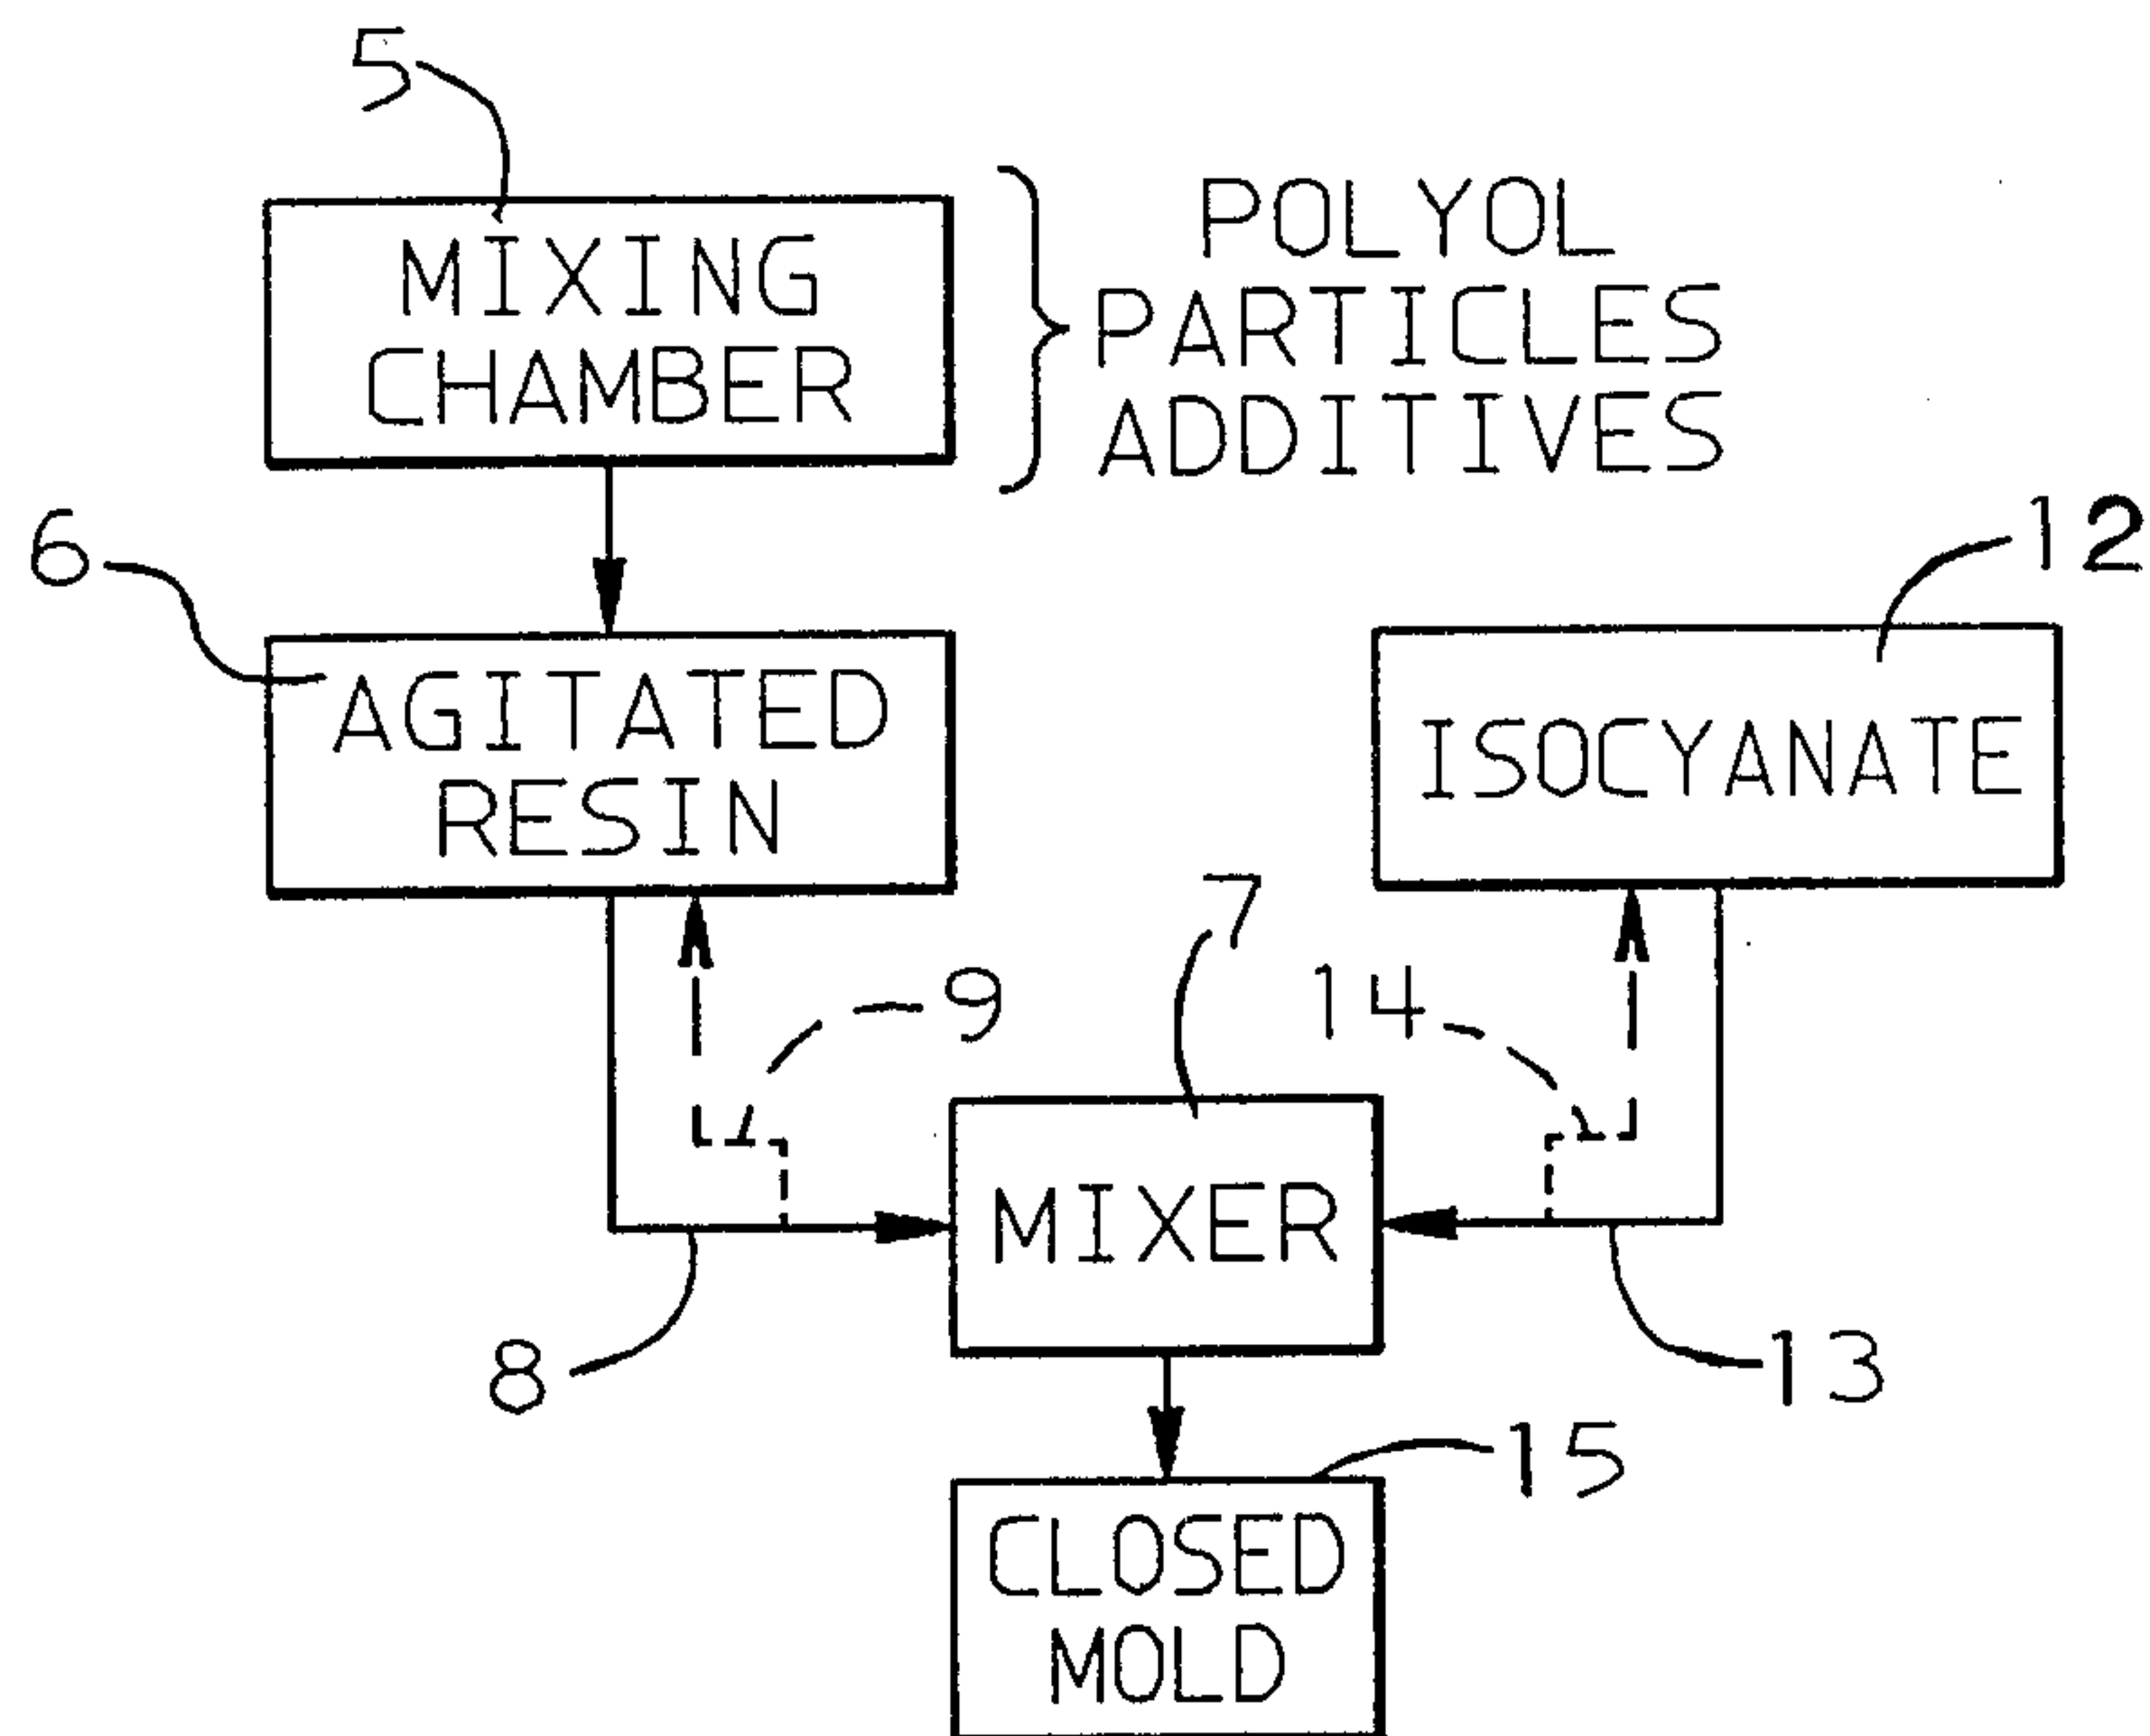 5
MIXING
CHAMBER
POLYOL
PARTICLES
ADDITIVES
6
12
AGITATED
RESIN
ISOCYANATE
7
9
14
MIXER
8
13
15
CLOSED
MOLD